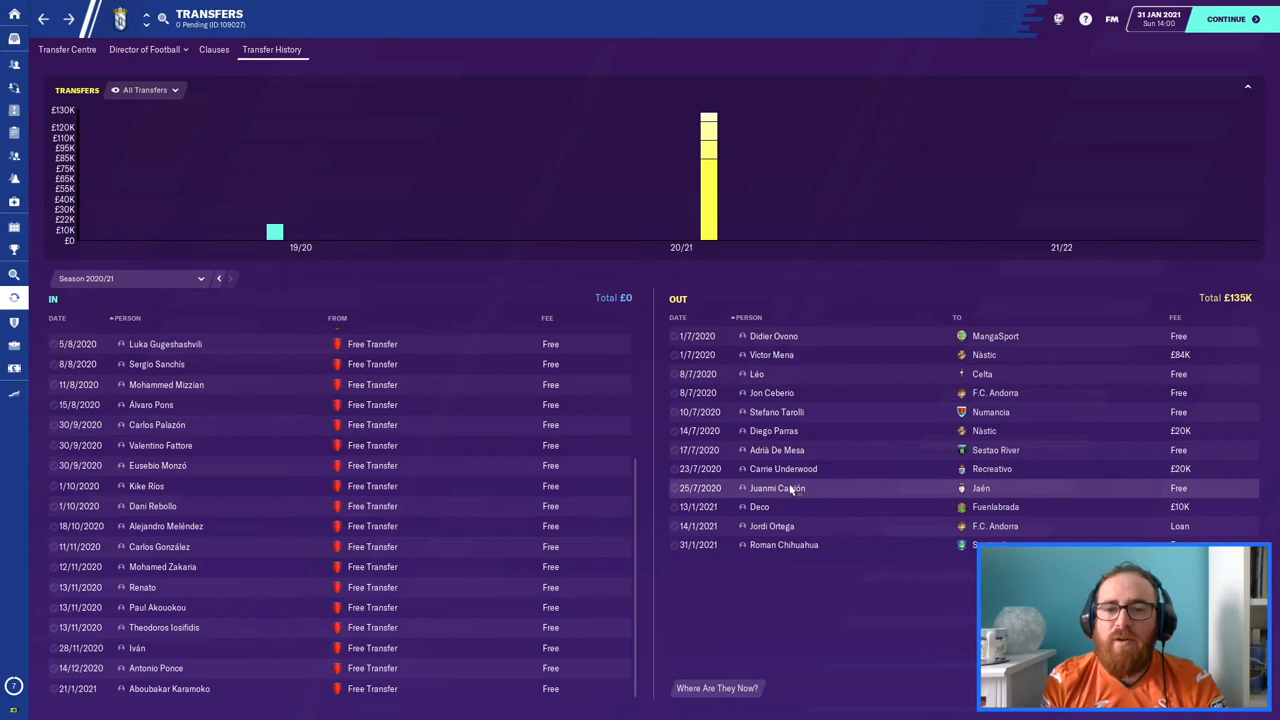 TRANSFERS
0 Pending (ID:109027)
FM
31 JAN 2021
Sun 14:00
CONTINUE
Transfer Centre
Director of Football
Clauses
Transfer History
TRANSFERS
All Transfers
£130K
£120K
£110K
£95K
£85K
£75K
£65K
£55K
£40K
£30K
£22K
£10K
£0
19/20
20/21
21/22
Season 2020/21
IN
Total £0
DATE PERSON FROM FEE
5/8/2020 Luka Gugeshashvili Free Transfer Free
8/8/2020 Sergio Sanchís Free Transfer Free
11/8/2020 Mohammed Mizzian Free Transfer Free
15/8/2020 Álvaro Pons Free Transfer Free
30/9/2020 Carlos Palazón Free Transfer Free
30/9/2020 Valentino Fattore Free Transfer Free
30/9/2020 Eusebio Monzó Free Transfer Free
1/10/2020 Kike Ríos Free Transfer Free
1/10/2020 Dani Rebollo Free Transfer Free
18/10/2020 Alejandro Meléndez Free Transfer Free
11/11/2020 Carlos González Free Transfer Free
12/11/2020 Mohamed Zakaria Free Transfer Free
13/11/2020 Renato Free Transfer Free
13/11/2020 Paul Akouokou Free Transfer Free
13/11/2020 Theodoros Iosifidis Free Transfer Free
28/11/2020 Iván Free Transfer Free
14/12/2020 Antonio Ponce Free Transfer Free
21/1/2021 Aboubakar Karamoko Free Transfer Free
OUT
Total £135K
DATE PERSON TO FEE
1/7/2020 Didier Ovono MangaSport Free
1/7/2020 Víctor Mena Nàstic £84K
8/7/2020 Léo Celta Free
8/7/2020 Jon Ceberio F.C. Andorra Free
10/7/2020 Stefano Tarolli Numancia Free
14/7/2020 Diego Parras Nàstic £20K
17/7/2020 Adrià De Mesa Sestao River Free
23/7/2020 Carrie Underwood Recreativo £20K
25/7/2020 Juanmi Jaén Free
13/1/2021 Deco Fuenlabrada £10K
14/1/2021 Jordi Ortega F.C. Andorra Loan
31/1/2021 Roman Chihuahua
Where Are They Now?
7